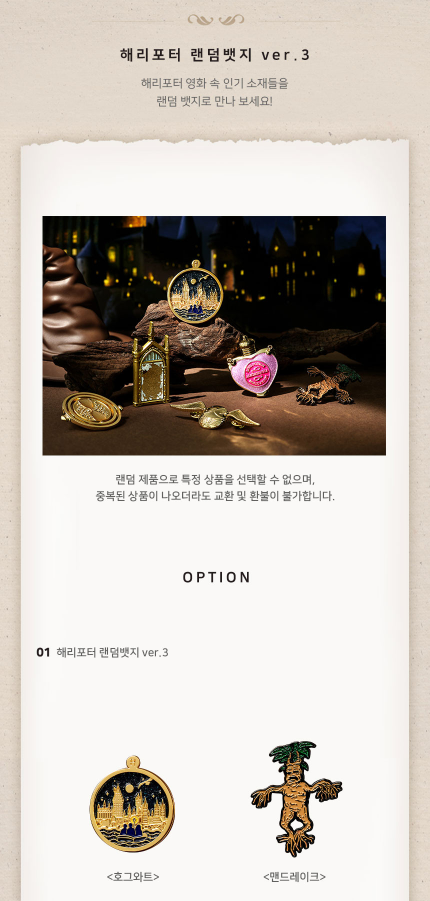 해리포터 랜덤뱃지 ver.3
해리포터 영화 속 인기 소재들을
랜덤 뱃지로 만나 보세요!
랜덤 제품으로 특정 상품을 선택할 수 없으며,
중복된 상품이 나오더라도 교환 및 환불이 불가합니다.
OPTION
01 해리포터 랜덤뱃지 ver.3
<호그와트>
<맨드레이크>